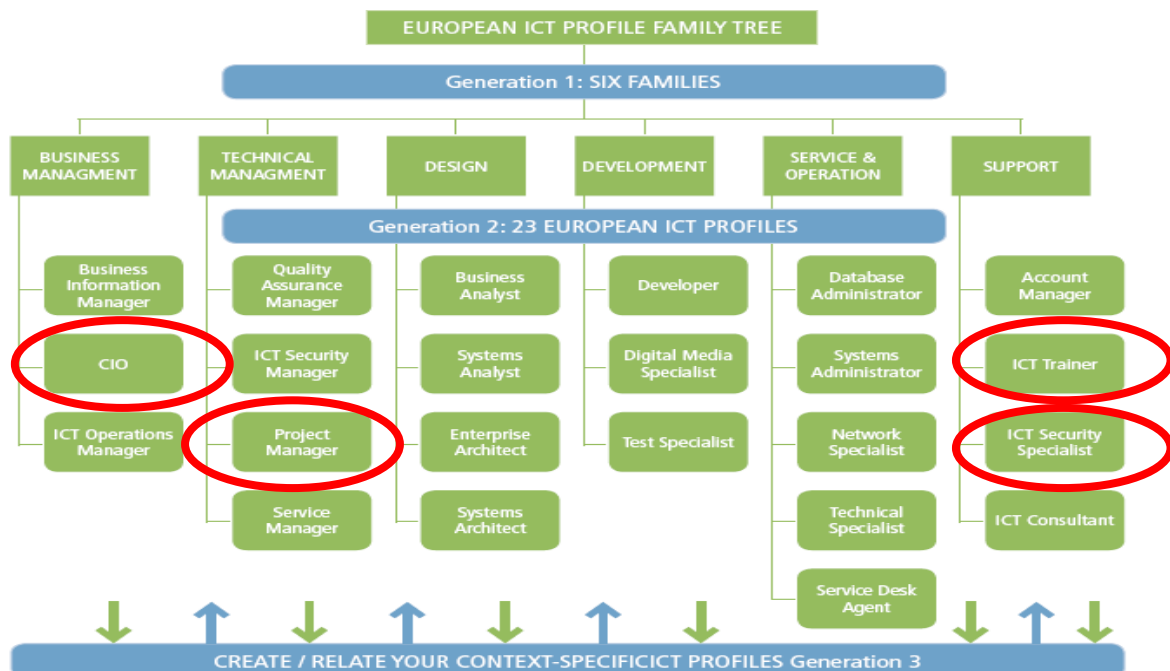 EUROPEAN ICT PROFILE FAMILY TREE
Generation 1: SIX FAMILIES
BUSINESS
MANAGMENT
TECHNICAL
MANAGMENT
DESIGN
DEVELOPMENT
SERVICE &
OPERATION
SUPPORT
Generation 2: 23 EUROPEAN ICT PROFILES
Business
Information
Manager
Quality
Assurance
Manager
Business
Analyst
Developer
Database
Administrator
Account
Manager
CIO
ICT Security
Manager
Systems
Analyst
Digital Media
Specialist
Systems
Administrator
ICT Trainer
ICT Operations
Manager
Project
Manager
Enterprise
Architect
Test Specialist
Network
Specialist
ICT Security
Specialist
Service
Manager
Systems
Architect
Technical
Specialist
ICT Consultant
Service Desk
Agent
CREATE / RELATE YOUR CONTEXT-SPECIFICICT PROFILES Generation 3